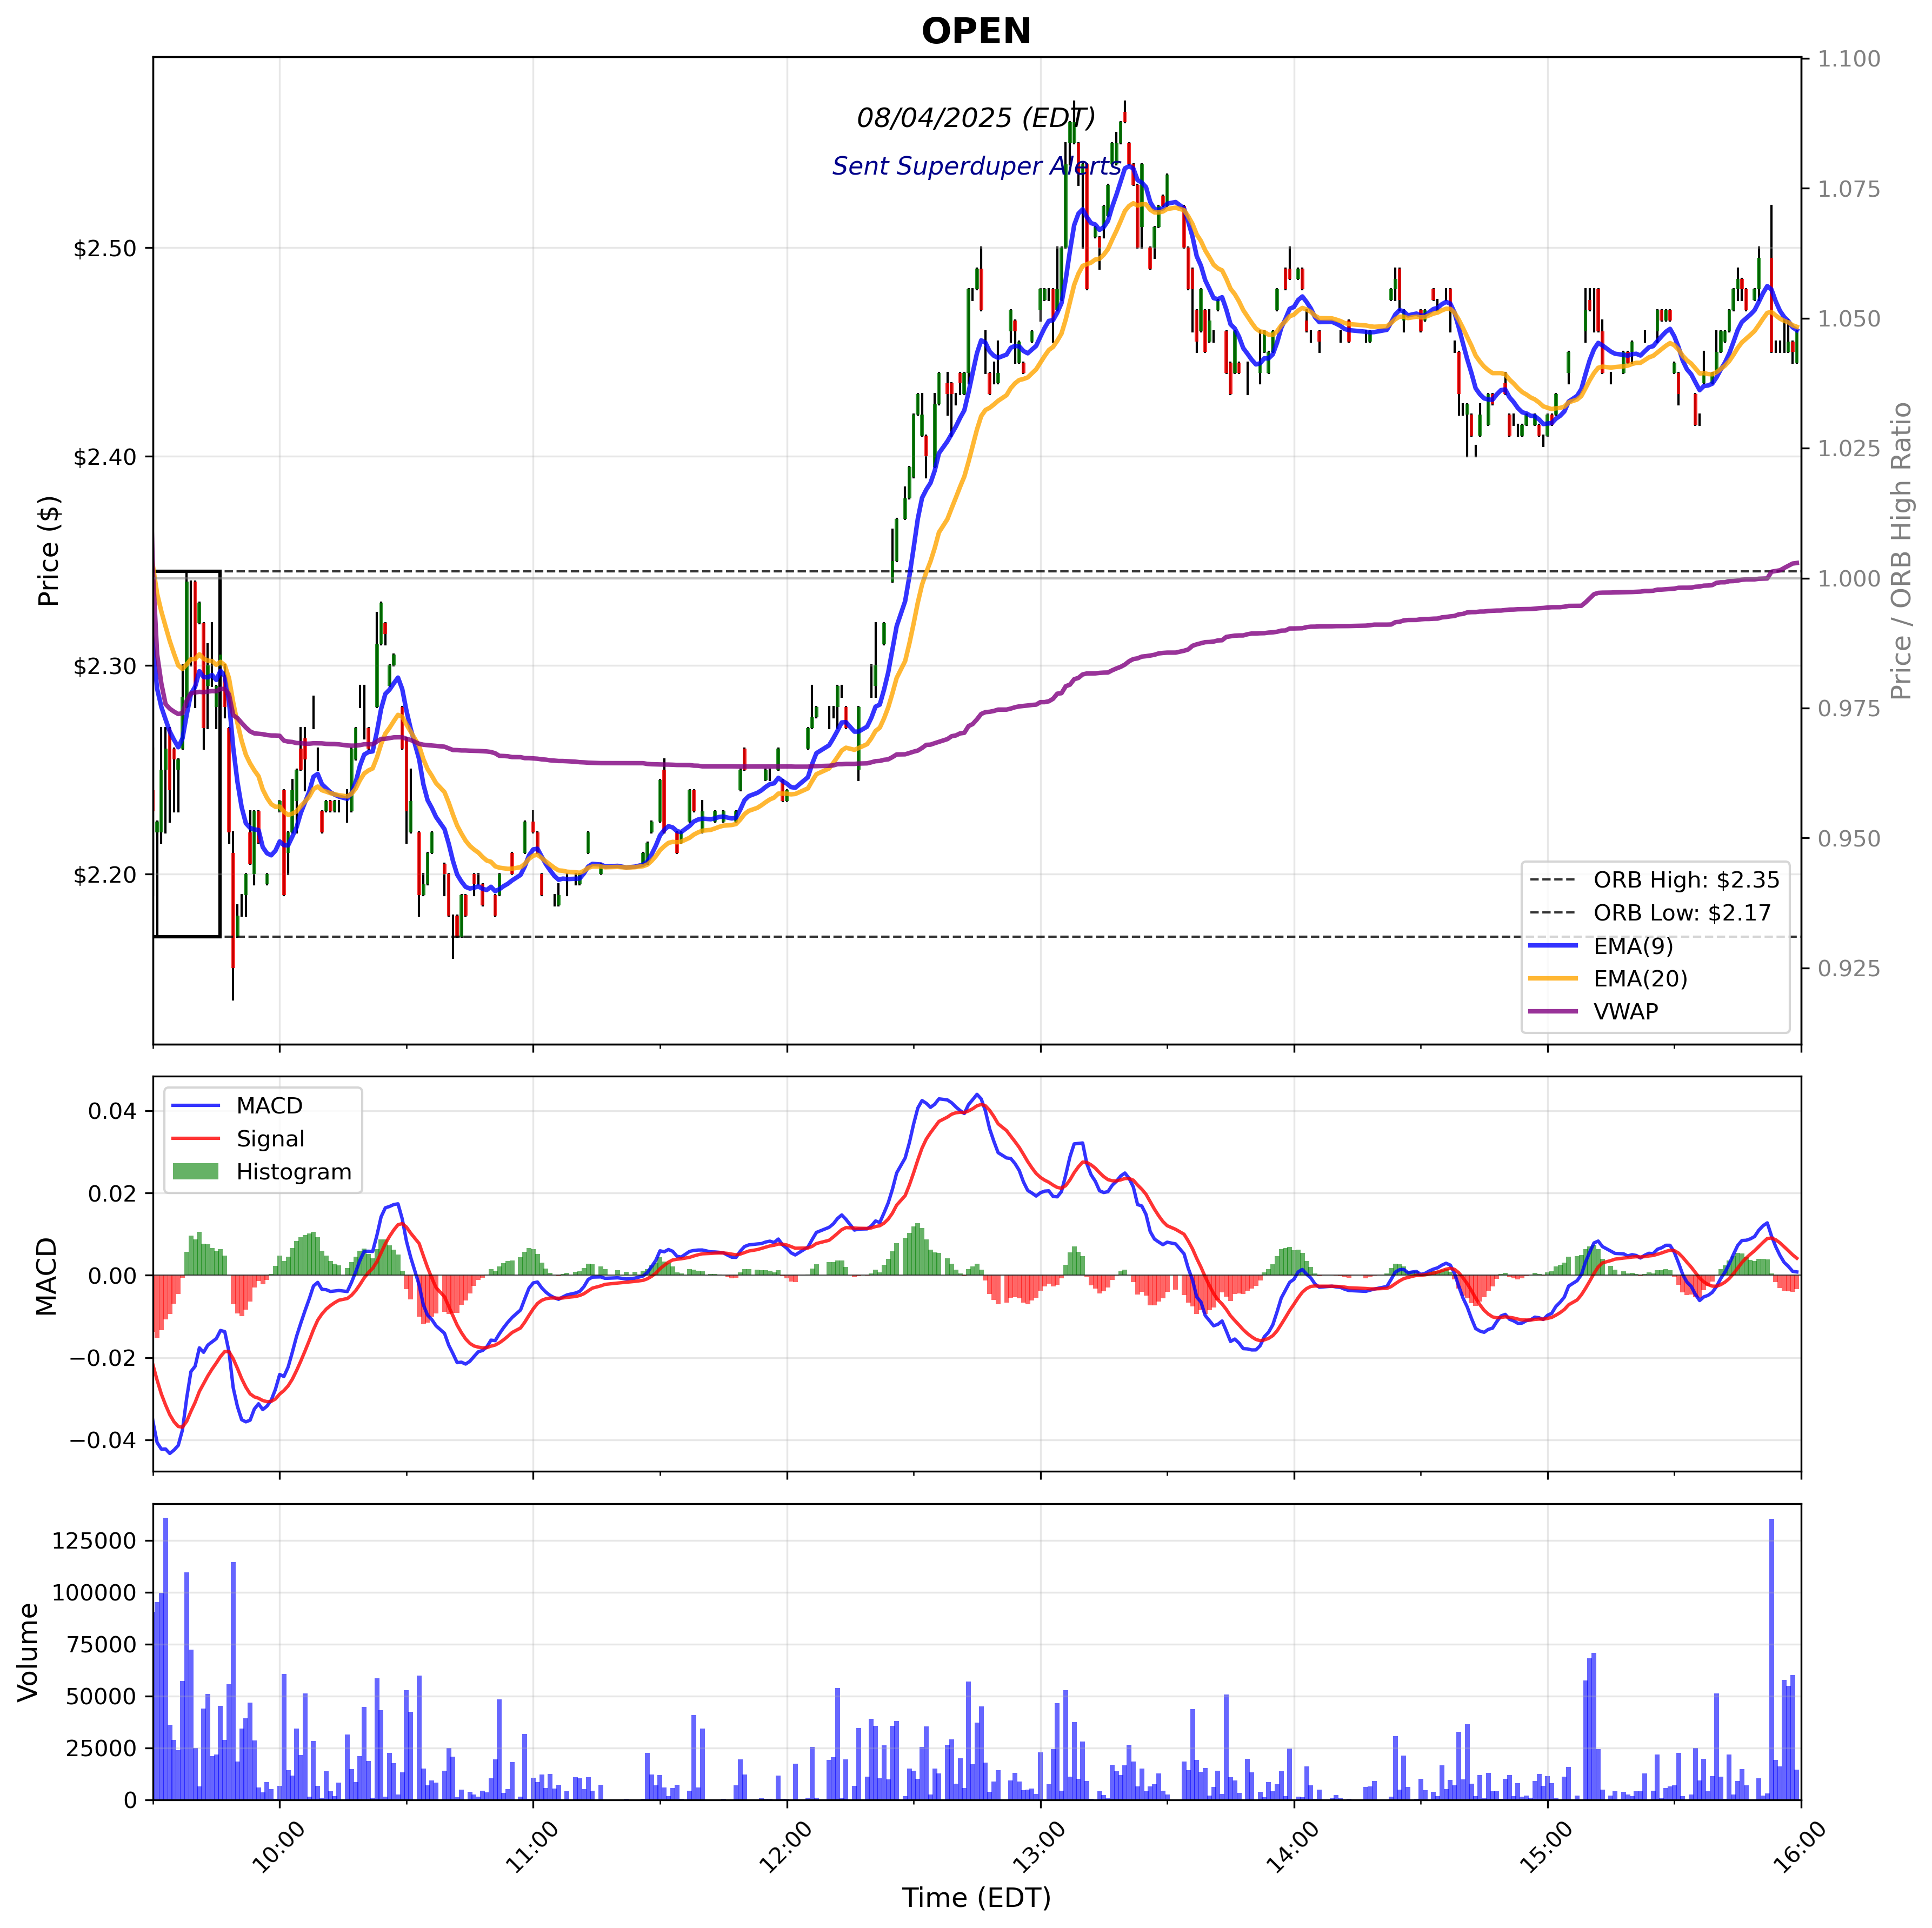 OPEN
08/04/2025 (EDT)
Sent Superduper Alerts
Price ($)
$2.50
$2.40
$2.30
$2.20
1.100
1.075
1.050
1.025
1.000
0.975
0.950
0.925
Price / ORB High Ratio
ORB High: $2.35
ORB Low: $2.17
EMA(9)
EMA(20)
VWAP
MACD
0.04
0.02
0.00
−0.02
−0.04
MACD
Signal
Histogram
Volume
125000
100000
75000
50000
25000
0
10:00
11:00
12:00
13:00
14:00
15:00
16:00
Time (EDT)